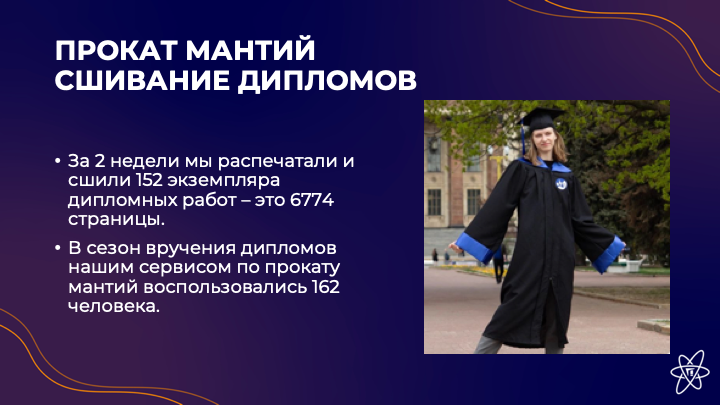 ПРОКАТ МАНТИЙ
СШИВАНИЕ ДИПЛОМОВ
• За 2 недели мы распечатали и
сшили 152 экземпляра
дипломных работ – это 6774
страницы.
• В сезон вручения дипломов
нашим сервисом по прокату
мантий воспользовались 162
человека.